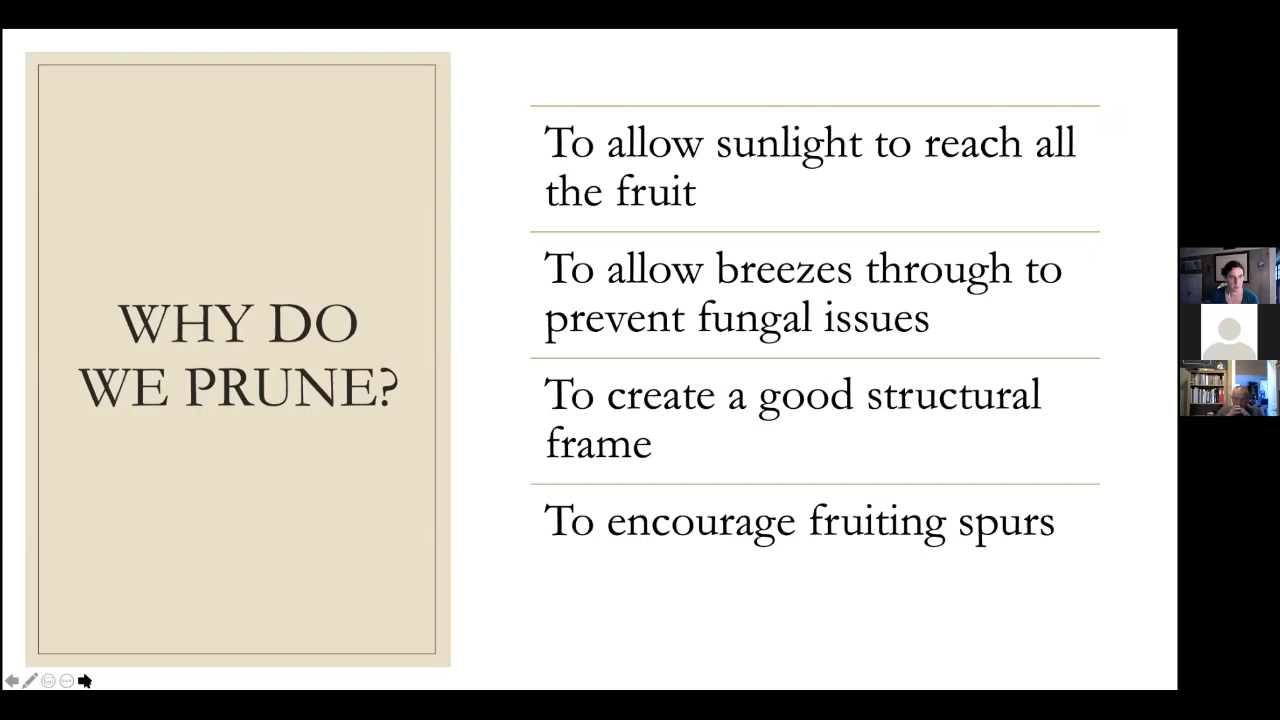 WHY DO
WE PRUNE?
To allow sunlight to reach all
the fruit
To allow breezes through to
prevent fungal issues
To create a good structural
frame
To encourage fruiting spurs